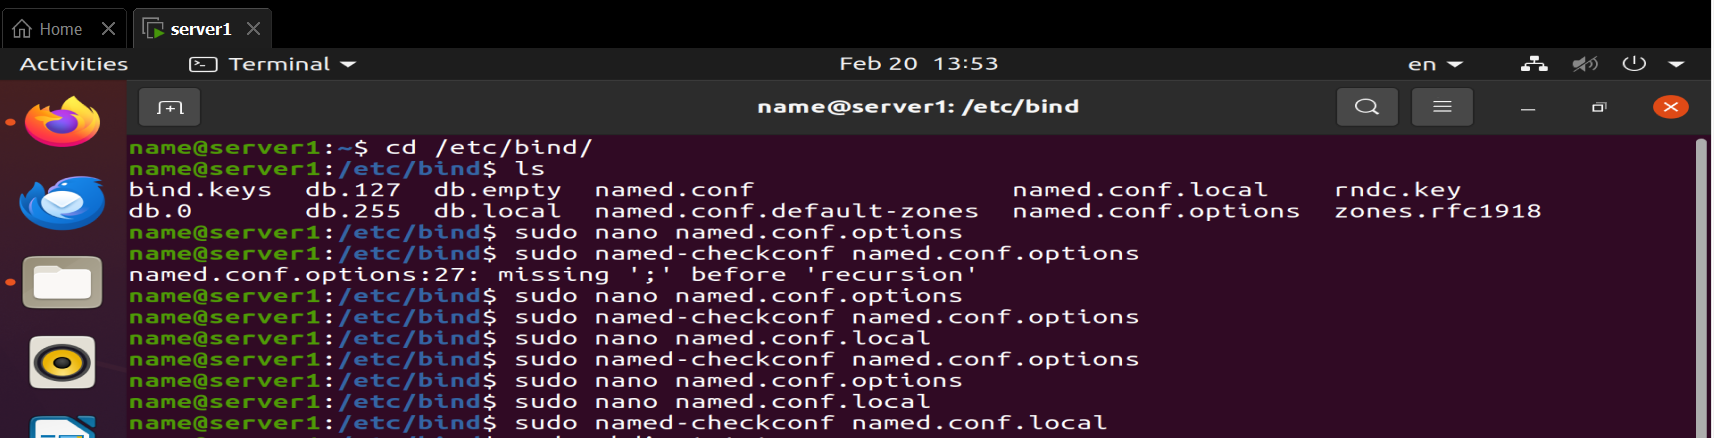 Home
server1
Activities Terminal Feb 20 13:53 en
name@server1: /etc/bind
name@server1:~$ cd /etc/bind/
name@server1:/etc/bind$ ls
bind.keys db.127 db.empty named.conf named.conf.local rndc.key
db.0 db.255 db.local named.conf.default-zones named.conf.options zones.rfc1918
name@server1:/etc/bind$ sudo nano named.conf.options
name@server1:/etc/bind$ sudo named-checkconf named.conf.options
named.conf.options:27: missing ';' before 'recursion'
name@server1:/etc/bind$ sudo nano named.conf.options
name@server1:/etc/bind$ sudo named-checkconf named.conf.options
name@server1:/etc/bind$ sudo nano named.conf.local
name@server1:/etc/bind$ sudo named-checkconf named.conf.options
name@server1:/etc/bind$ sudo nano named.conf.options
name@server1:/etc/bind$ sudo nano named.conf.local
name@server1:/etc/bind$ sudo named-checkconf named.conf.local